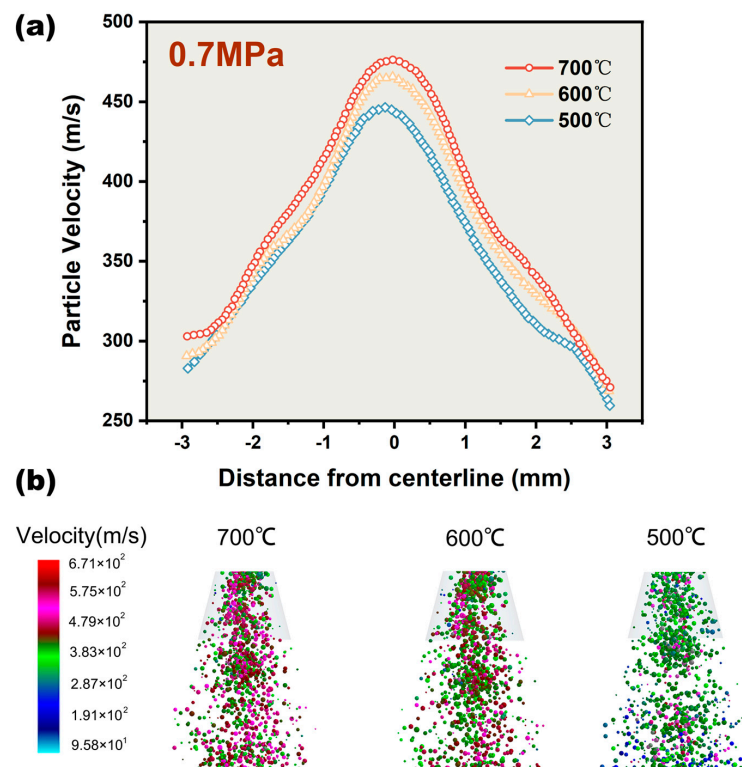 (a)
0.7MPa
700℃
600℃
500℃
500
450
400
350
300
250
Particle Velocity (m/s)
-3 -2 -1 0 1 2 3
Distance from centerline (mm)
(b)
Velocity(m/s) 700℃ 600℃ 500℃
6.71×10²
5.75×10²
4.79×10²
3.83×10²
2.87×10²
1.91×10²
9.58×10¹